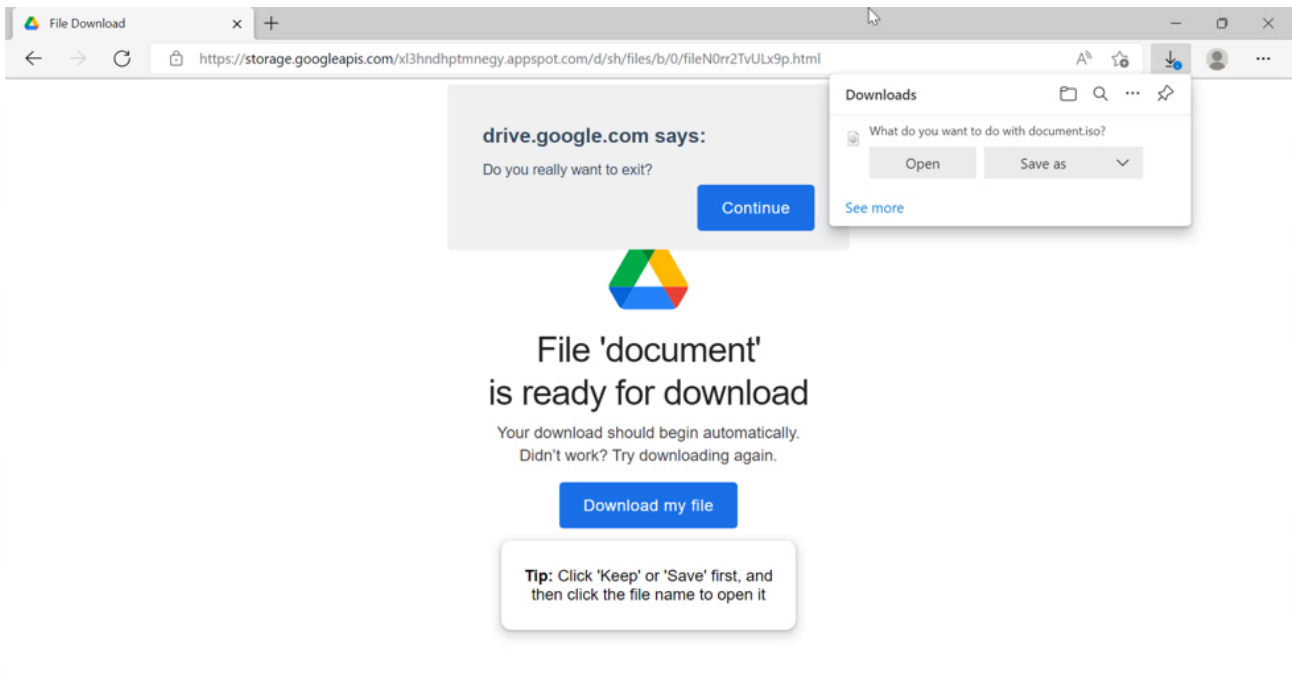 File Download
https://storage.googleapis.com/xl3hndhptmnegy.appspot.com/d/sh/files/b/0/fileN0rr2TvULx9p.html
Downloads
What do you want to do with document.iso?
Open
Save as
See more
drive.google.com says:
Do you really want to exit?
Continue
File 'document'
is ready for download
Your download should begin automatically.
Didn't work? Try downloading again.
Download my file
Tip: Click 'Keep' or 'Save' first, and
then click the file name to open it